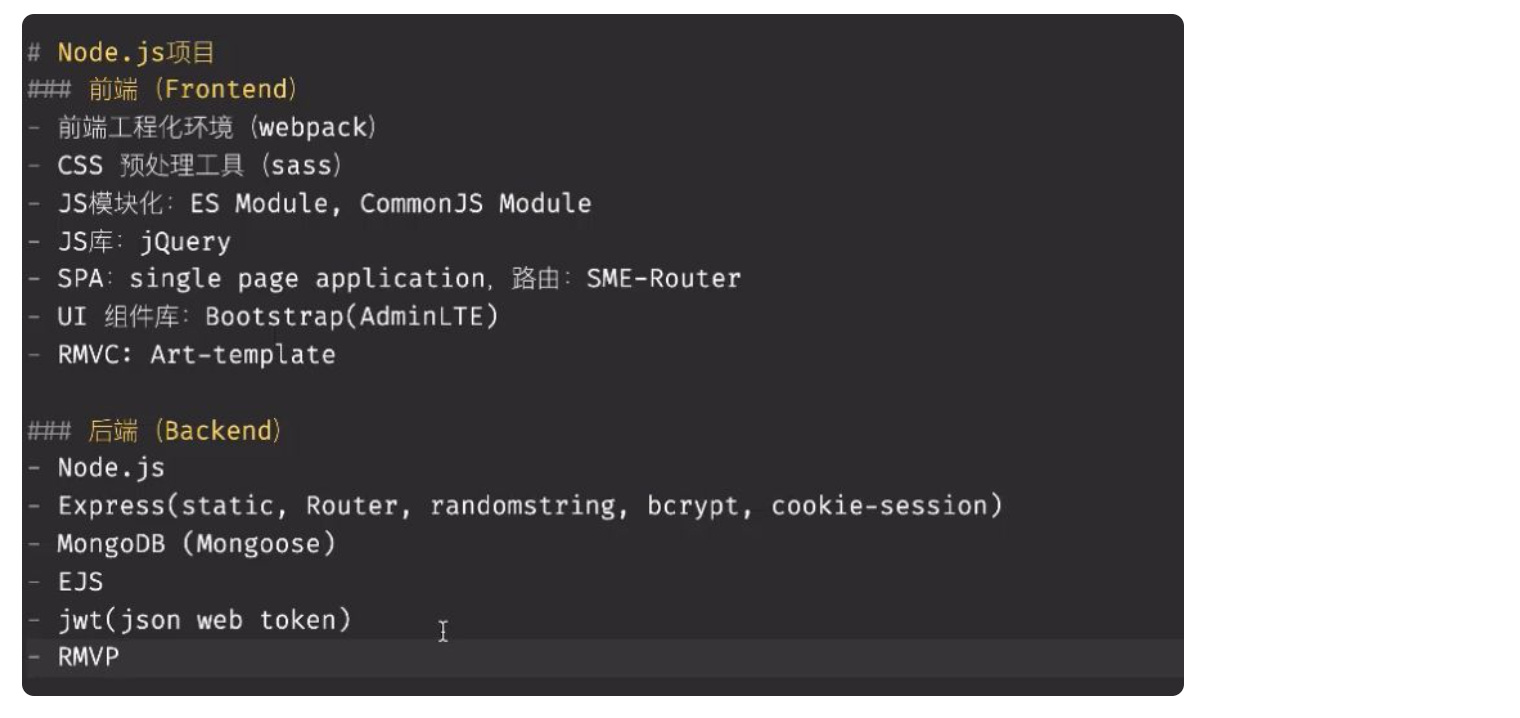 # Node.js项目
### 前端（Frontend）
- 前端工程化环境（webpack）
- CSS 预处理工具（sass）
- JS模块化：ES Module, CommonJS Module
- JS库：jQuery
- SPA：single page application，路由：SME-Router
- UI 组件库：Bootstrap(AdminLTE)
- RMVC: Art-template
### 后端（Backend）
- Node.js
- Express(static, Router, randomstring, bcrypt, cookie-session)
- MongoDB (Mongoose)
- EJS
- jwt(json web token)
- RMVP